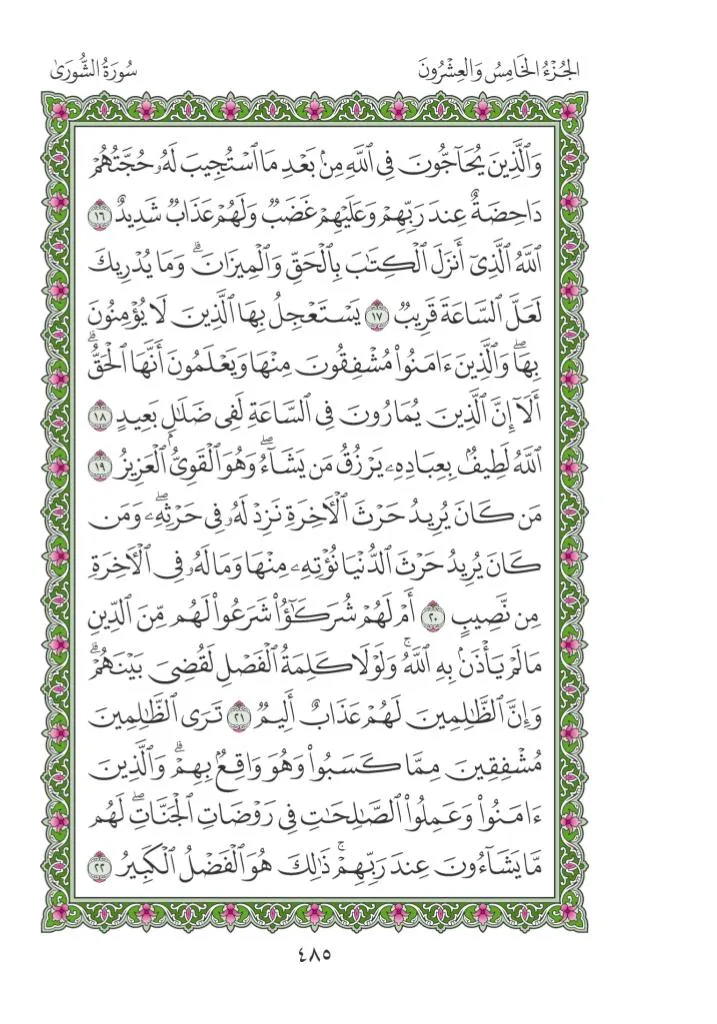 الجُزْءُ الخَامِسُ وَالعِشْرُونَ
سُورَةُ الشُّورَىٰ
وَٱلَّذِينَ يُحَآجُّونَ فِى ٱللَّهِ مِنۢ بَعْدِ مَا ٱسْتُجِيبَ لَهُۥ حُجَّتُهُمْ
دَاحِضَةٌ عِندَ رَبِّهِمْ وَعَلَيْهِمْ غَضَبٌ وَلَهُمْ عَذَابٌ شَدِيدٌ ١٦
ٱللَّهُ ٱلَّذِىٓ أَنزَلَ ٱلْكِتَٰبَ بِٱلْحَقِّ وَٱلْمِيزَانَ ۗ وَمَا يُدْرِيكَ
لَعَلَّ ٱلسَّاعَةَ قَرِيبٌ ١٧ يَسْتَعْجِلُ بِهَا ٱلَّذِينَ لَا يُؤْمِنُونَ
بِهَا ۖ وَٱلَّذِينَ ءَامَنُوا۟ مُشْفِقُونَ مِنْهَا وَيَعْلَمُونَ أَنَّهَا ٱلْحَقُّ ۗ
أَلَآ إِنَّ ٱلَّذِينَ يُمَارُونَ فِى ٱلسَّاعَةِ لَفِى ضَلَٰلٍۭ بَعِيدٍ ١٨
ٱللَّهُ لَطِيفٌۢ بِعِبَادِهِۦ يَرْزُقُ مَن يَشَآءُ ۖ وَهُوَ ٱلْقَوِىُّ ٱلْعَزِيزُ ١٩
مَن كَانَ يُرِيدُ حَرْثَ ٱلْءَاخِرَةِ نَزِدْ لَهُۥ فِى حَرْثِهِۦ ۖ وَمَن
كَانَ يُرِيدُ حَرْثَ ٱلدُّنْيَا نُؤْتِهِۦ مِنْهَا وَمَا لَهُۥ فِى ٱلْءَاخِرَةِ
مِن نَّصِيبٍ ٢٠ أَمْ لَهُمْ شُرَكَٰٓؤُا۟ شَرَعُوا۟ لَهُم مِّنَ ٱلدِّينِ
مَا لَمْ يَأْذَنۢ بِهِ ٱللَّهُ ۚ وَلَوْلَا كَلِمَةُ ٱلْفَصْلِ لَقُضِىَ بَيْنَهُمْ ۗ
وَإِنَّ ٱلظَّٰلِمِينَ لَهُمْ عَذَابٌ أَلِيمٌ ٢١ تَرَى ٱلظَّٰلِمِينَ
مُشْفِقِينَ مِمَّا كَسَبُوا۟ وَهُوَ وَاقِعٌۢ بِهِمْ ۗ وَٱلَّذِينَ
ءَامَنُوا۟ وَعَمِلُوا۟ ٱلصَّٰلِحَٰتِ فِى رَوْضَاتِ ٱلْجَنَّاتِ ۖ لَهُم
مَّا يَشَآءُونَ عِندَ رَبِّهِمْ ۚ ذَٰلِكَ هُوَ ٱلْفَضْلُ ٱلْكَبِيرُ ٢٢
٤٨٥